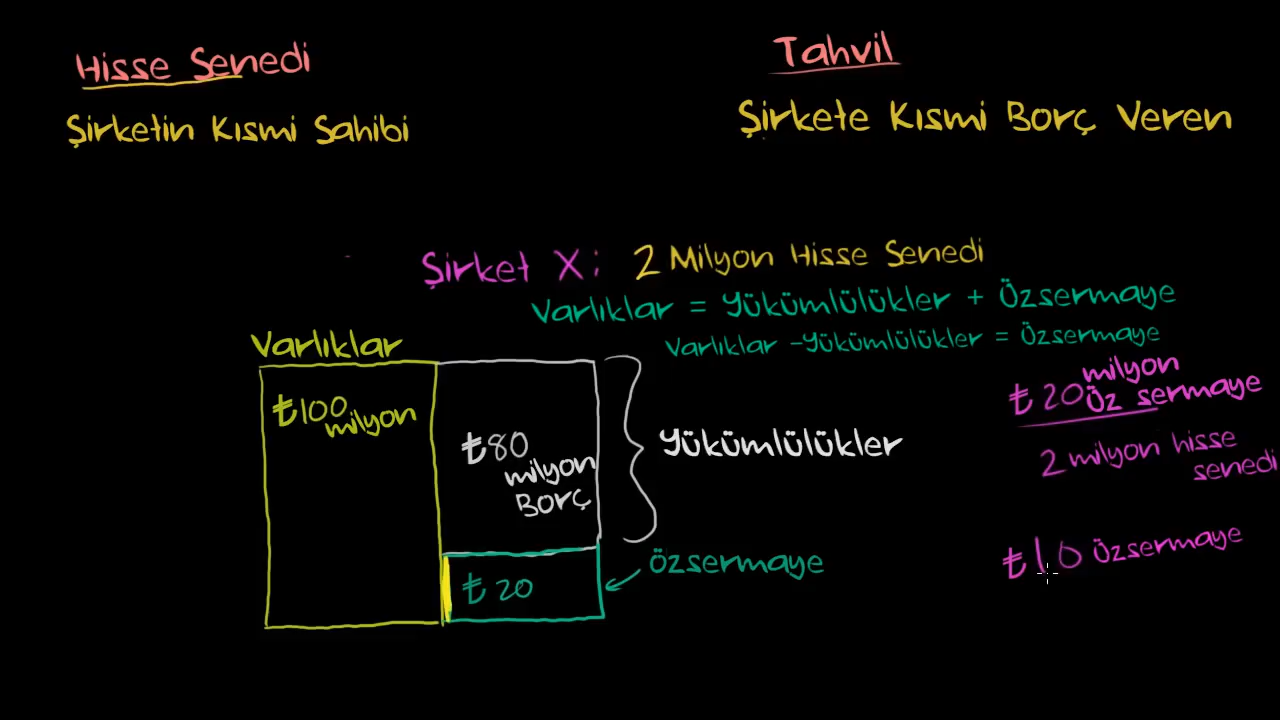 Hisse Senedi
Şirketin Kısmi Sahibi
Tahvil
Şirkete Kısmi Borç Veren
Şirket X: 2 Milyon Hisse Senedi
Varlıklar = Yükümlülükler + Özsermaye
Varlıklar -Yükümlülükler = Özsermaye
Varlıklar
₺100
milyon
₺80
milyon
Borç
Yükümlülükler
₺20
özsermaye
₺20 milyon
Üz sermaye
2 milyon hisse
senedi
₺10 Üzsermaye